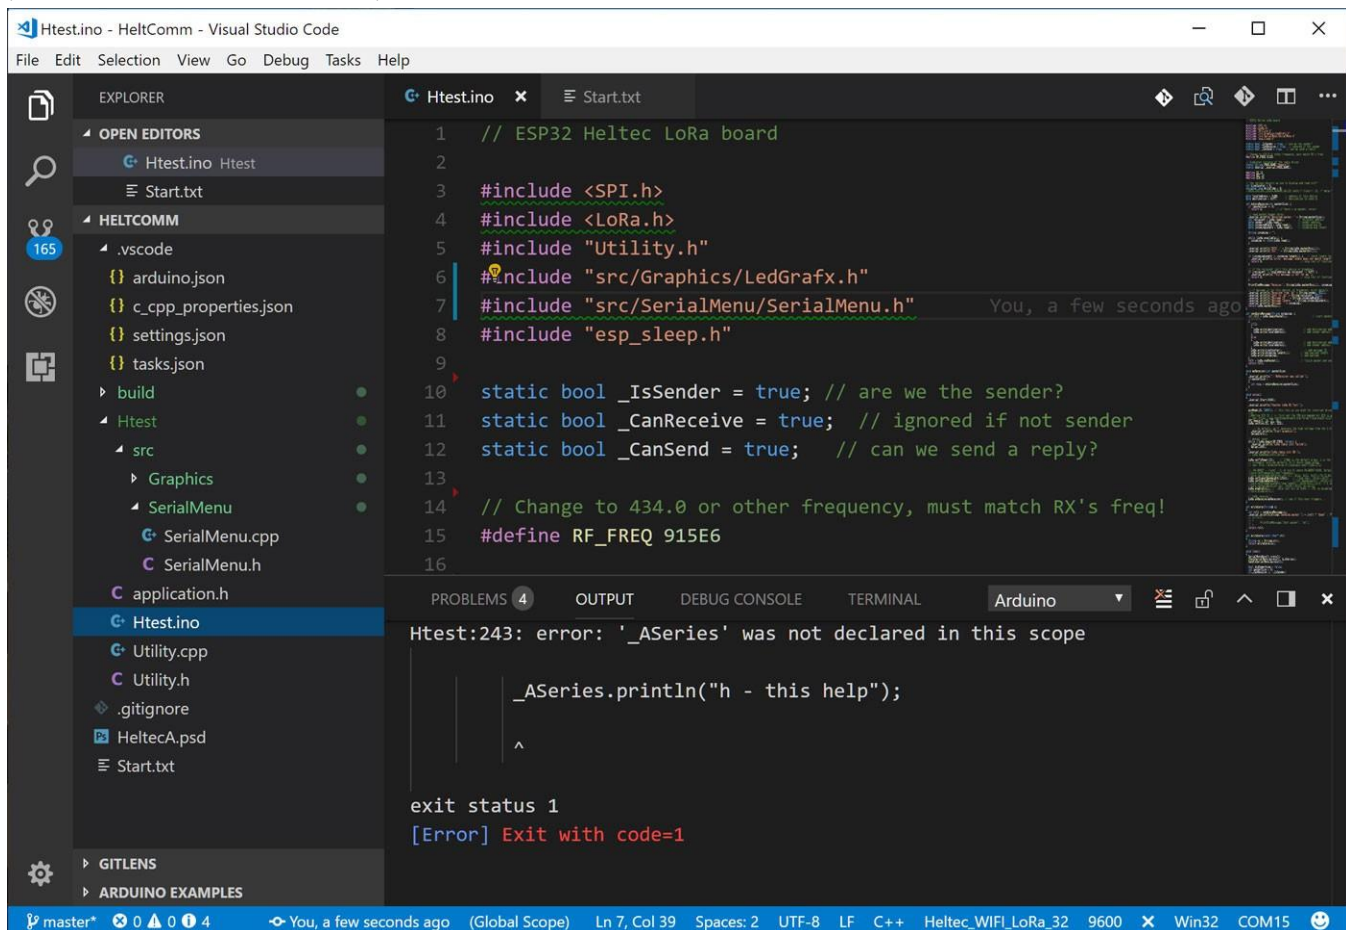 Htest.ino - HeltComm - Visual Studio Code
File Edit Selection View Go Debug Tasks Help
EXPLORER
OPEN EDITORS
Htest.ino Htest
Start.txt
HELTCOMM
.vscode
{} arduino.json
{} c_cpp_properties.json
{} settings.json
{} tasks.json
build
Htest
src
Graphics
SerialMenu
SerialMenu.cpp
C SerialMenu.h
C application.h
Htest.ino
Utility.cpp
C Utility.h
.gitignore
Ps HeltecA.psd
Start.txt
GITLENS
ARDUINO EXAMPLES
165
Htest.ino Start.txt
1 // ESP32 Heltec LoRa board
2
3 #include <SPI.h>
4 #include <LoRa.h>
5 #include "Utility.h"
6 #include "src/Graphics/LedGrafx.h"
7 #include "src/SerialMenu/SerialMenu.h" You, a few seconds ago
8 #include "esp_sleep.h"
9
10 static bool _IsSender = true; // are we the sender?
11 static bool _CanReceive = true; // ignored if not sender
12 static bool _CanSend = true; // can we send a reply?
13
14 // Change to 434.0 or other frequency, must match RX's freq!
15 #define RF_FREQ 915E6
16
PROBLEMS 4 OUTPUT DEBUG CONSOLE TERMINAL Arduino
Htest:243: error: '_ASeries' was not declared in this scope
_ASeries.println("h - this help");
^
exit status 1
[Error] Exit with code=1
master* 0 0 4 You, a few seconds ago (Global Scope) Ln 7, Col 39 Spaces: 2 UTF-8 LF C++ Heltec_WIFI_LoRa_32 9600 Win32 COM15